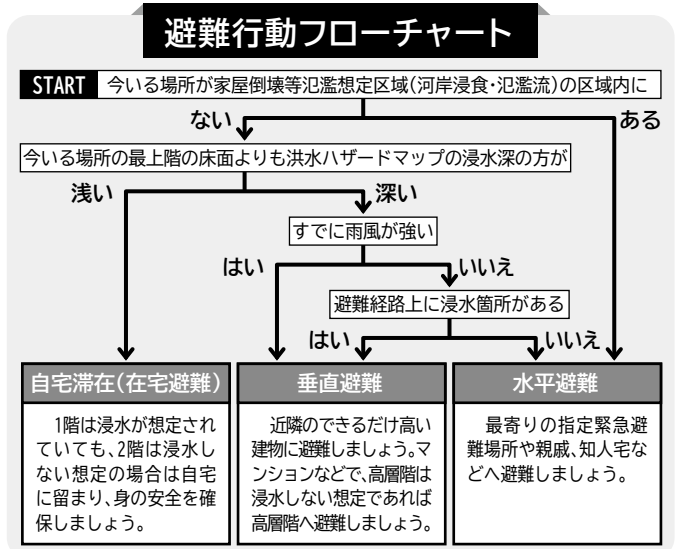 避難行動フローチャート
START 今いる場所が家屋倒壊等氾濫想定区域(河岸浸食・氾濫流)の区域内に
ない
ある
今いる場所の最上階の床面よりも洪水ハザードマップの浸水深の方が
浅い
深い
すでに雨風が強い
はい
いいえ
避難経路上に浸水箇所がある
はい
いいえ
自宅滞在(在宅避難)
1階は浸水が想定され
ていても、2階は浸水し
ない想定の場合は自宅
に留まり、身の安全を確
保しましょう。
垂直避難
近隣のできるだけ高い
建物に避難しましょう。マ
ンションなどで、高層階は
浸水しない想定であれば
高層階へ避難しましょう。
水平避難
最寄りの指定緊急避
難場所や親戚、知人宅な
どへ避難しましょう。